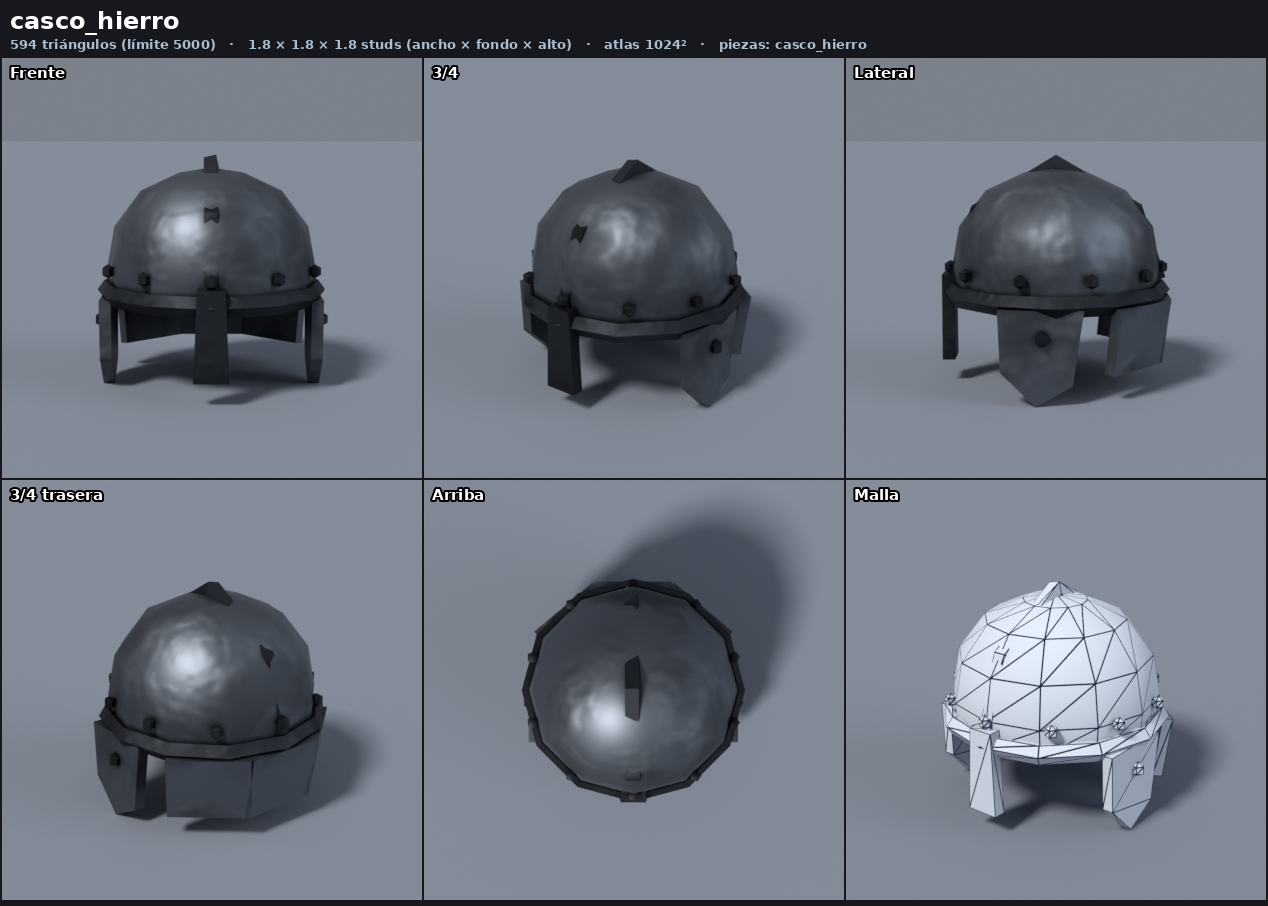 casco_hierro
594 triángulos (límite 5000) · 1.8 × 1.8 × 1.8 studs (ancho × fondo × alto) · atlas 1024² · piezas: casco_hierro
Frente
3/4
Lateral
3/4 trasera
Arriba
Malla